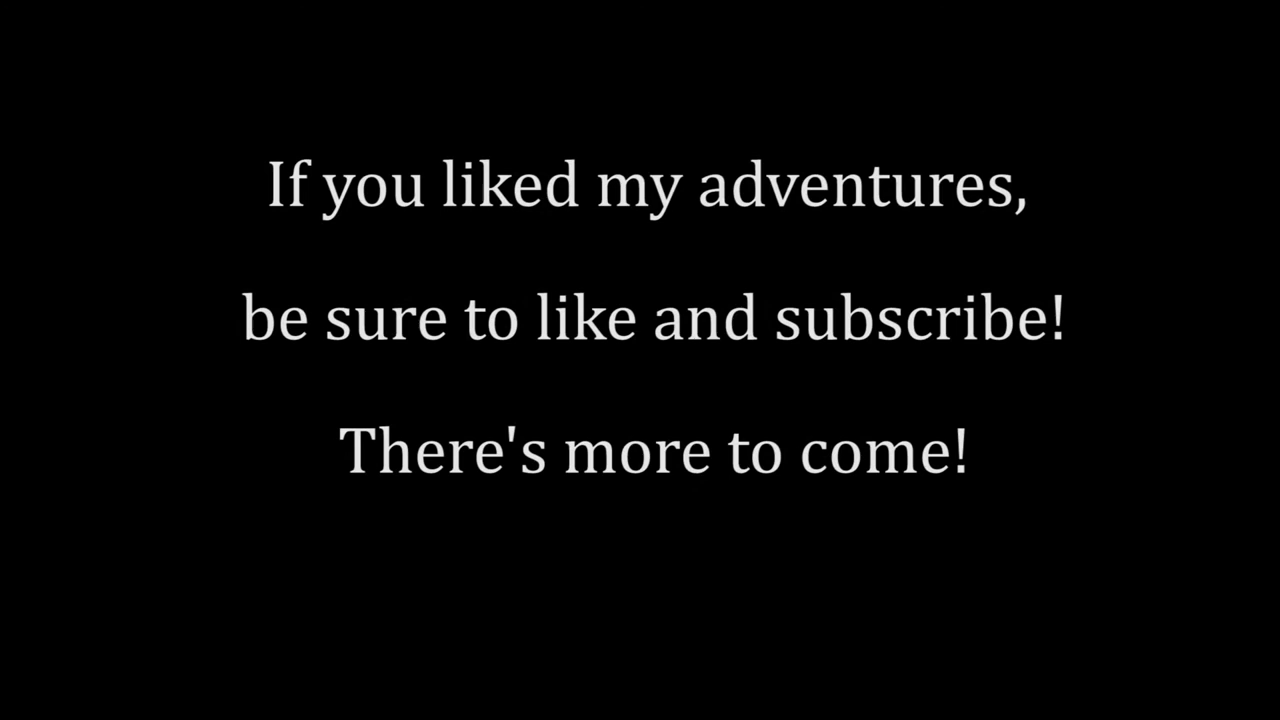 If you liked my adventures,
be sure to like and subscribe!
There's more to come!